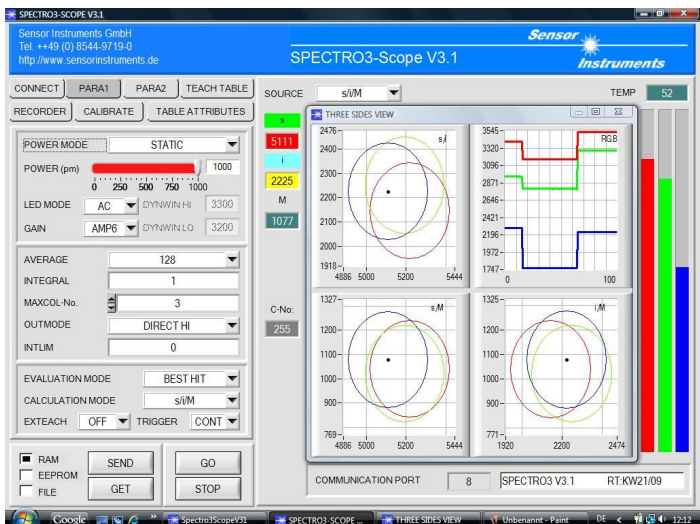 SPECTRO3-SCOPE V3.1
Sensor Instruments GmbH
Tel. ++49 (0) 8544-9719-0
http://www.sensorinstruments.de
SPECTRO3-Scope V3.1
Sensor
Instruments
CONNECT PARA1 PARA2 TEACH TABLE
RECORDER CALIBRATE TABLE ATTRIBUTES
SOURCE s/i/M TEMP 52
POWER MODE STATIC
POWER (pm) 1000
0 250 500 750 1000
LED MODE AC DYNWIN HI 3300
GAIN AMP6 DYNWIN LO 3200
AVERAGE 128
INTEGRAL 1
MAXCOL-No. 3
OUTMODE DIRECT HI
INTLIM 0
EVALUATION MODE BEST HIT
CALCULATION MODE s/i/M
EXTEACH OFF TRIGGER CONT
RAM
EEPROM
FILE
SEND GO
GET STOP
s
5111
i
2225
M
1077
C-No:
255
THREE SIDES VIEW
s,i
2476
2400
2300
2200
2100
2000
1918
4886 5000 5200 5444
RGB
3545
3320
3096
2871
2646
2421
2196
1972
1747
0 100
s,M
1327
1200
1100
1000
900
769
4886 5000 5200 5444
i,M
1325
1200
1100
1000
900
771
1920 2200 2474
COMMUNICATION PORT 8 SPECTRO3 V3.1 RT:KW21/09
Google Spectro3ScopeV31 SPECTRO3-SCOPE ... THREE SIDES VIEW Unbenannt - Paint DE 12:12